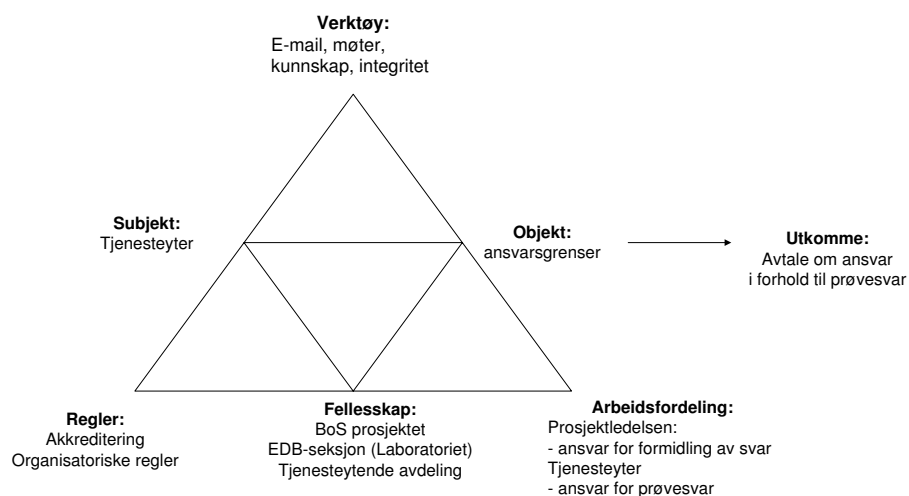 Verktøy:
E-mail, møter,
kunnskap, integritet
Subjekt:
Tjenesteyter
Objekt:
ansvarsgrenser
Utkomme:
Avtale om ansvar
i forhold til prøvesvar
Regler:
Akkreditering
Organisatoriske regler
Fellesskap:
BoS prosjektet
EDB-seksjon (Laboratoriet)
Tjenesteytende avdeling
Arbeidsfordeling:
Prosjektledelsen:
- ansvar for formidling av svar
Tjenesteyter
- ansvar for prøvesvar